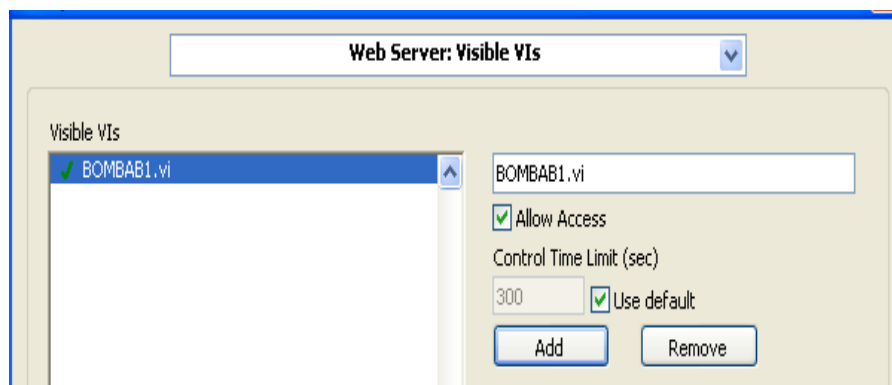 Web Server: Visible VIs
Visible VIs
BOMBAB1.vi
BOMBAB1.vi
Allow Access
Control Time Limit (sec)
300 Use default
Add Remove